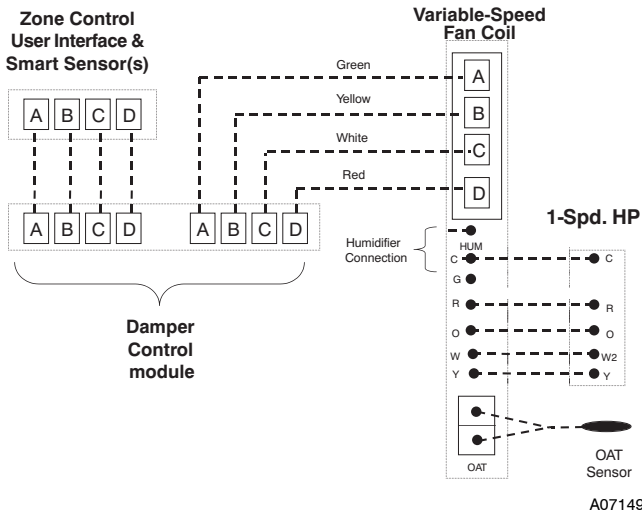 Zone Control
User Interface &
Smart Sensor(s)
A B C D
A B C D
A B C D
Damper
Control
module
Green
Yellow
White
Red
Variable-Speed
Fan Coil
A
B
C
D
Humidifier
Connection
HUM
C
G
R
O
W
Y
OAT
1-Spd. HP
C
R
O
W2
Y
OAT
Sensor
A07149